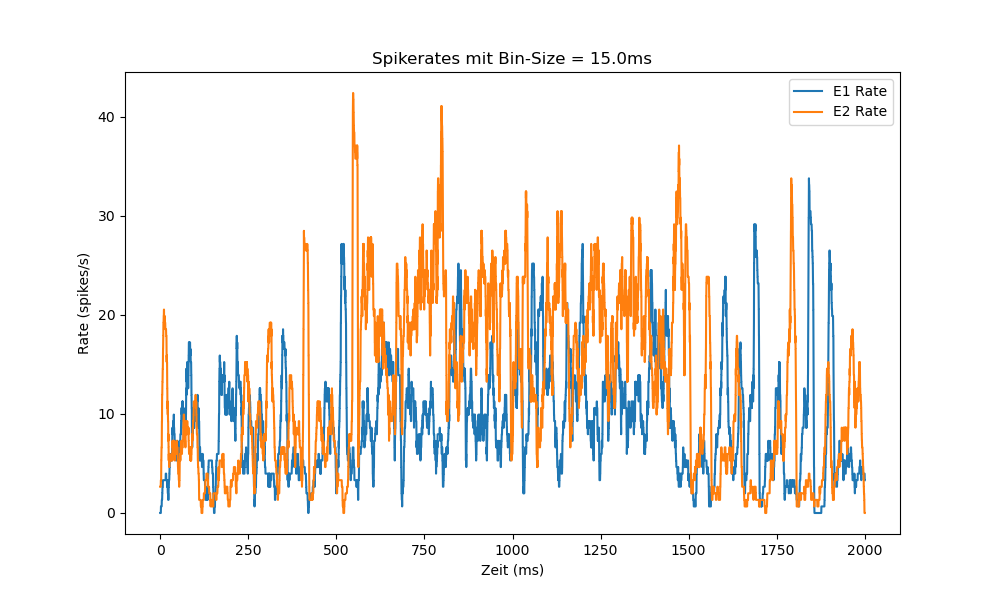 Spikerates mit Bin-Size = 15.0ms
E1 Rate
E2 Rate
Rate (spikes/s)
40
30
20
10
0
0 250 500 750 1000 1250 1500 1750 2000
Zeit (ms)